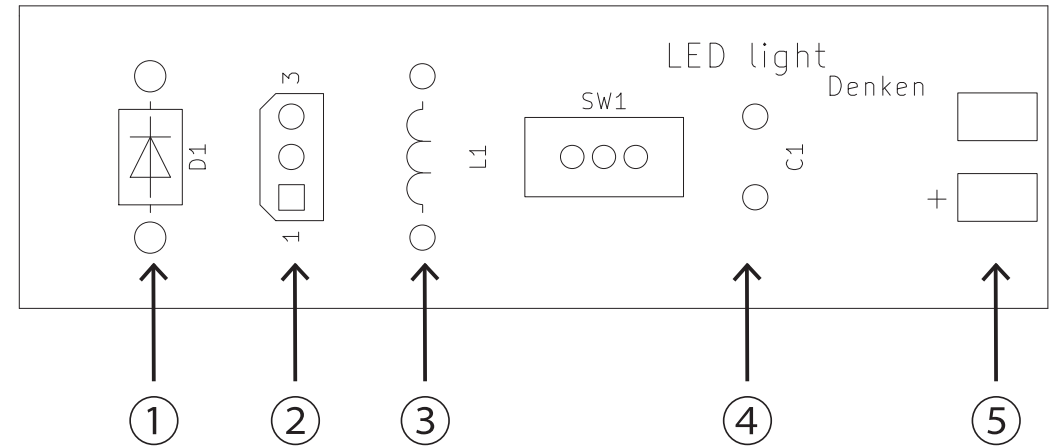 LED light
Denken
D1
3
1
L1
SW1
C1
+
① ② ③ ④ ⑤